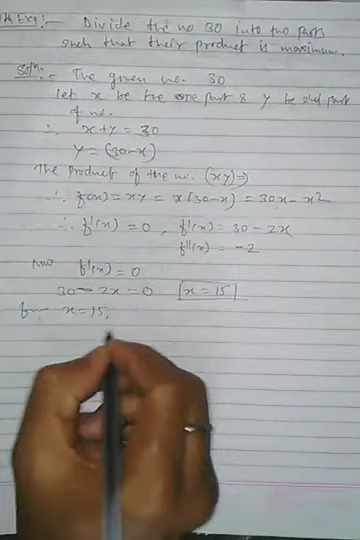 Exq:- Divide the no 30 into two parts
such that their product is maximum.
Solⁿ:- The given no. 30
let x be the one part & y be 2nd part
of no.
∴ x+y = 30
y = (30-x)
The product of the no. (xy) ⇒
∴ f(x) = xy = x(30-x) = 30x - x²
∴ f'(x) = 0, f'(x) = 30 - 2x
f''(x) = -2
now f'(x) = 0
30 - 2x = 0 x = 15
for x = 15,